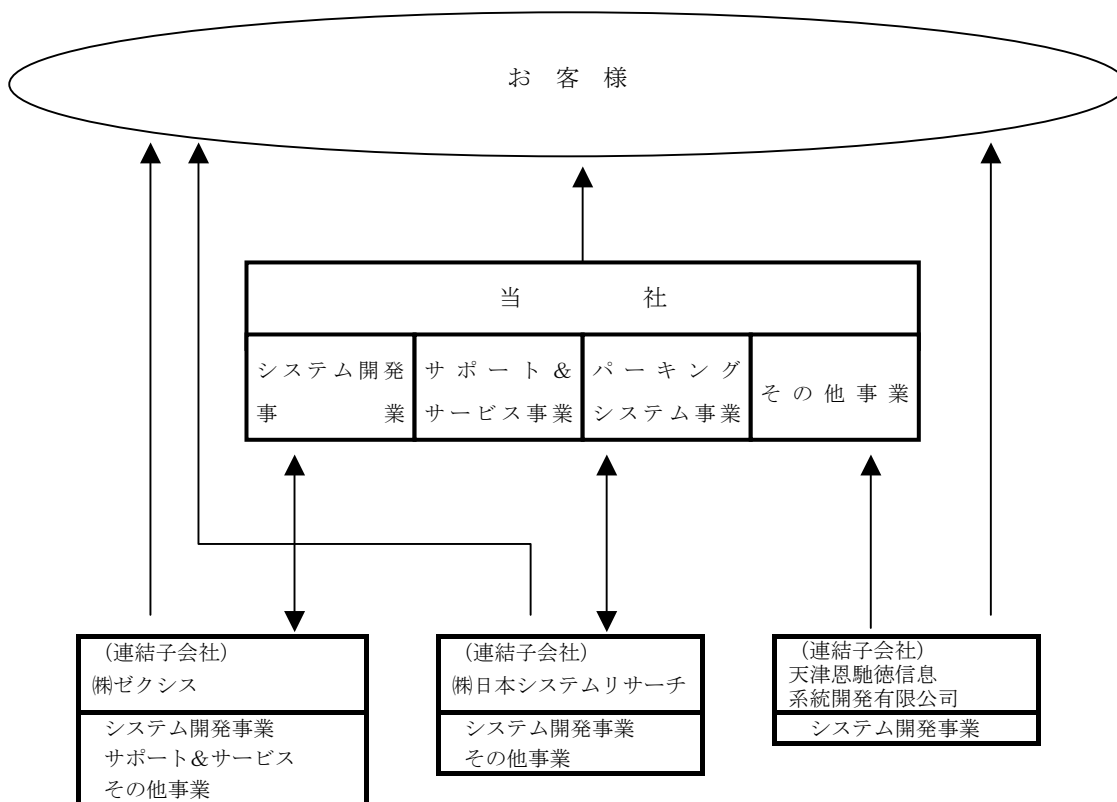 お客様
当社
システム開発
事業
サポート&
サービス事業
パーキング
システム事業
その他事業
(連結子会社)
㈱ゼクシス
システム開発事業
サポート&サービス
その他事業
(連結子会社)
㈱日本システムリサーチ
システム開発事業
その他事業
(連結子会社)
天津恩馳徳信息
系統開発有限公司
システム開発事業